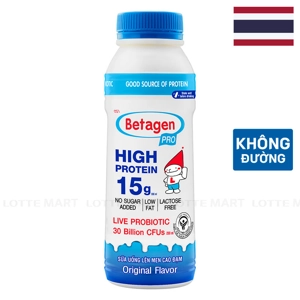 GOOD SOURCE OF PROTEIN
Betagen
PRO
HIGH
PROTEIN
15g
NO SUGAR ADDED
LOW FAT
LACTOSE FREE
LIVE PROBIOTIC
30 Billion CFUs
SỮA UỐNG LÊN MEN CAO ĐẠM
Original Flavor
KHÔNG
ĐƯỜNG
LOTTE MART